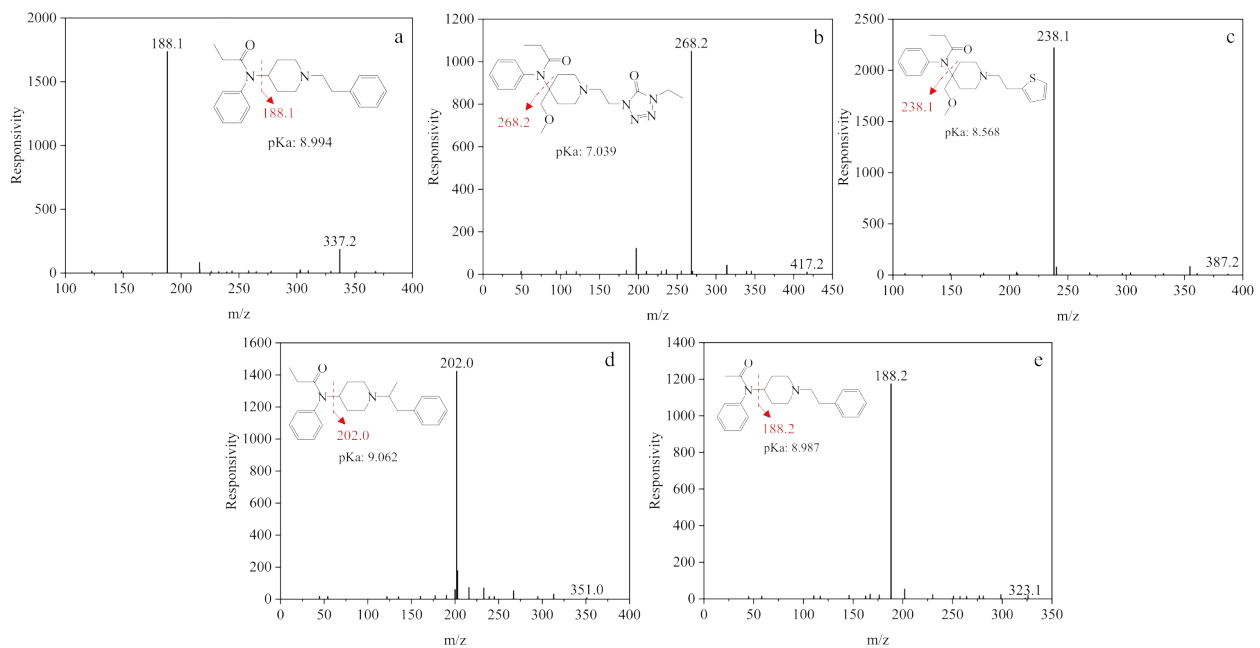 a
2000
1500
1000
500
0
Responsivity
188.1
O
N
N
188.1
pKa: 8.994
337.2
100 150 200 250 300 350 400
m/z
b
1200
1000
800
600
400
200
0
Responsivity
268.2
O
N
N
O
O
N
N
N
N
268.2
pKa: 7.039
417.2
0 50 100 150 200 250 300 350 400 450
m/z
c
2500
2000
1500
1000
500
0
Responsivity
238.1
O
N
N
S
O
238.1
pKa: 8.568
387.2
100 150 200 250 300 350 400
m/z
d
1600
1400
1200
1000
800
600
400
200
0
Responsivity
202.0
O
N
N
202.0
pKa: 9.062
351.0
0 50 100 150 200 250 300 350 400
m/z
e
1400
1200
1000
800
600
400
200
0
Responsivity
188.2
O
N
N
188.2
pKa: 8.987
323.1
0 50 100 150 200 250 300 350
m/z